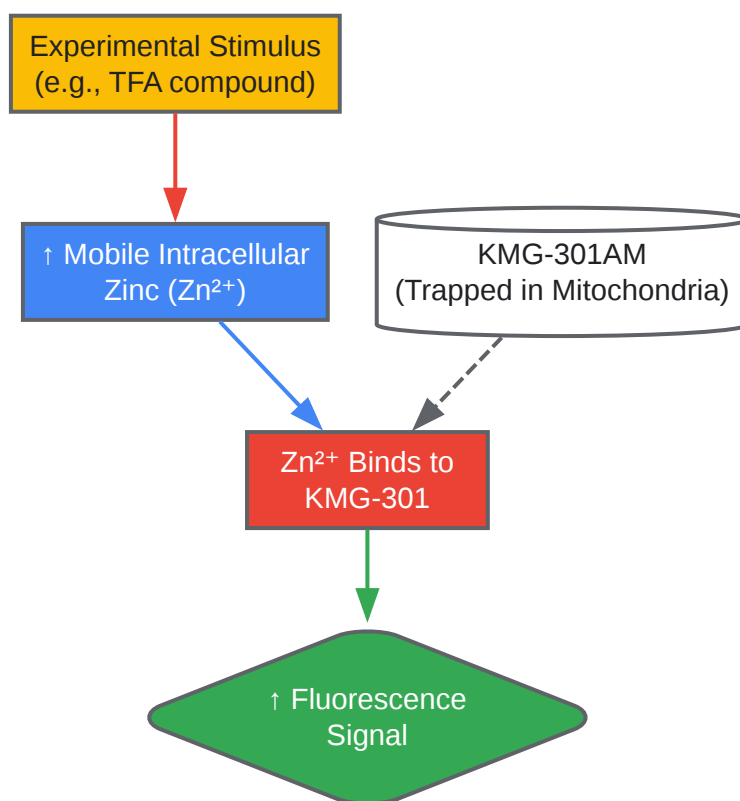 Experimental Stimulus
(e.g., TFA compound)
↑ Mobile Intracellular
Zinc (Zn²⁺)
KMG-301AM
(Trapped in Mitochondria)
Zn²⁺ Binds to
KMG-301
↑ Fluorescence
Signal